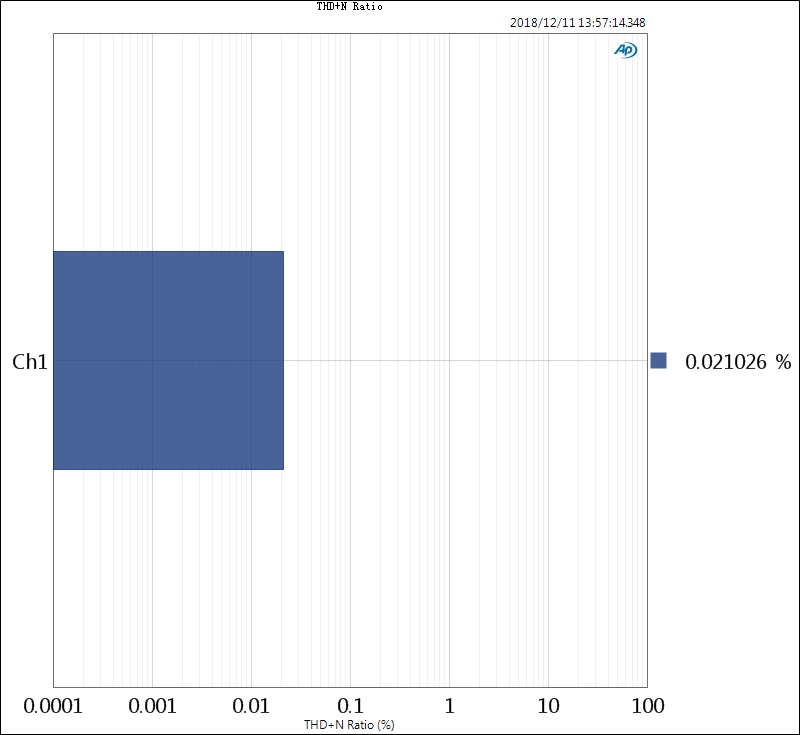 THD+N Ratio
2018/12/11 13:57:14.348
AP
Ch1
0.021026 %
0.0001 0.001 0.01 0.1 1 10 100
THD+N Ratio (%)